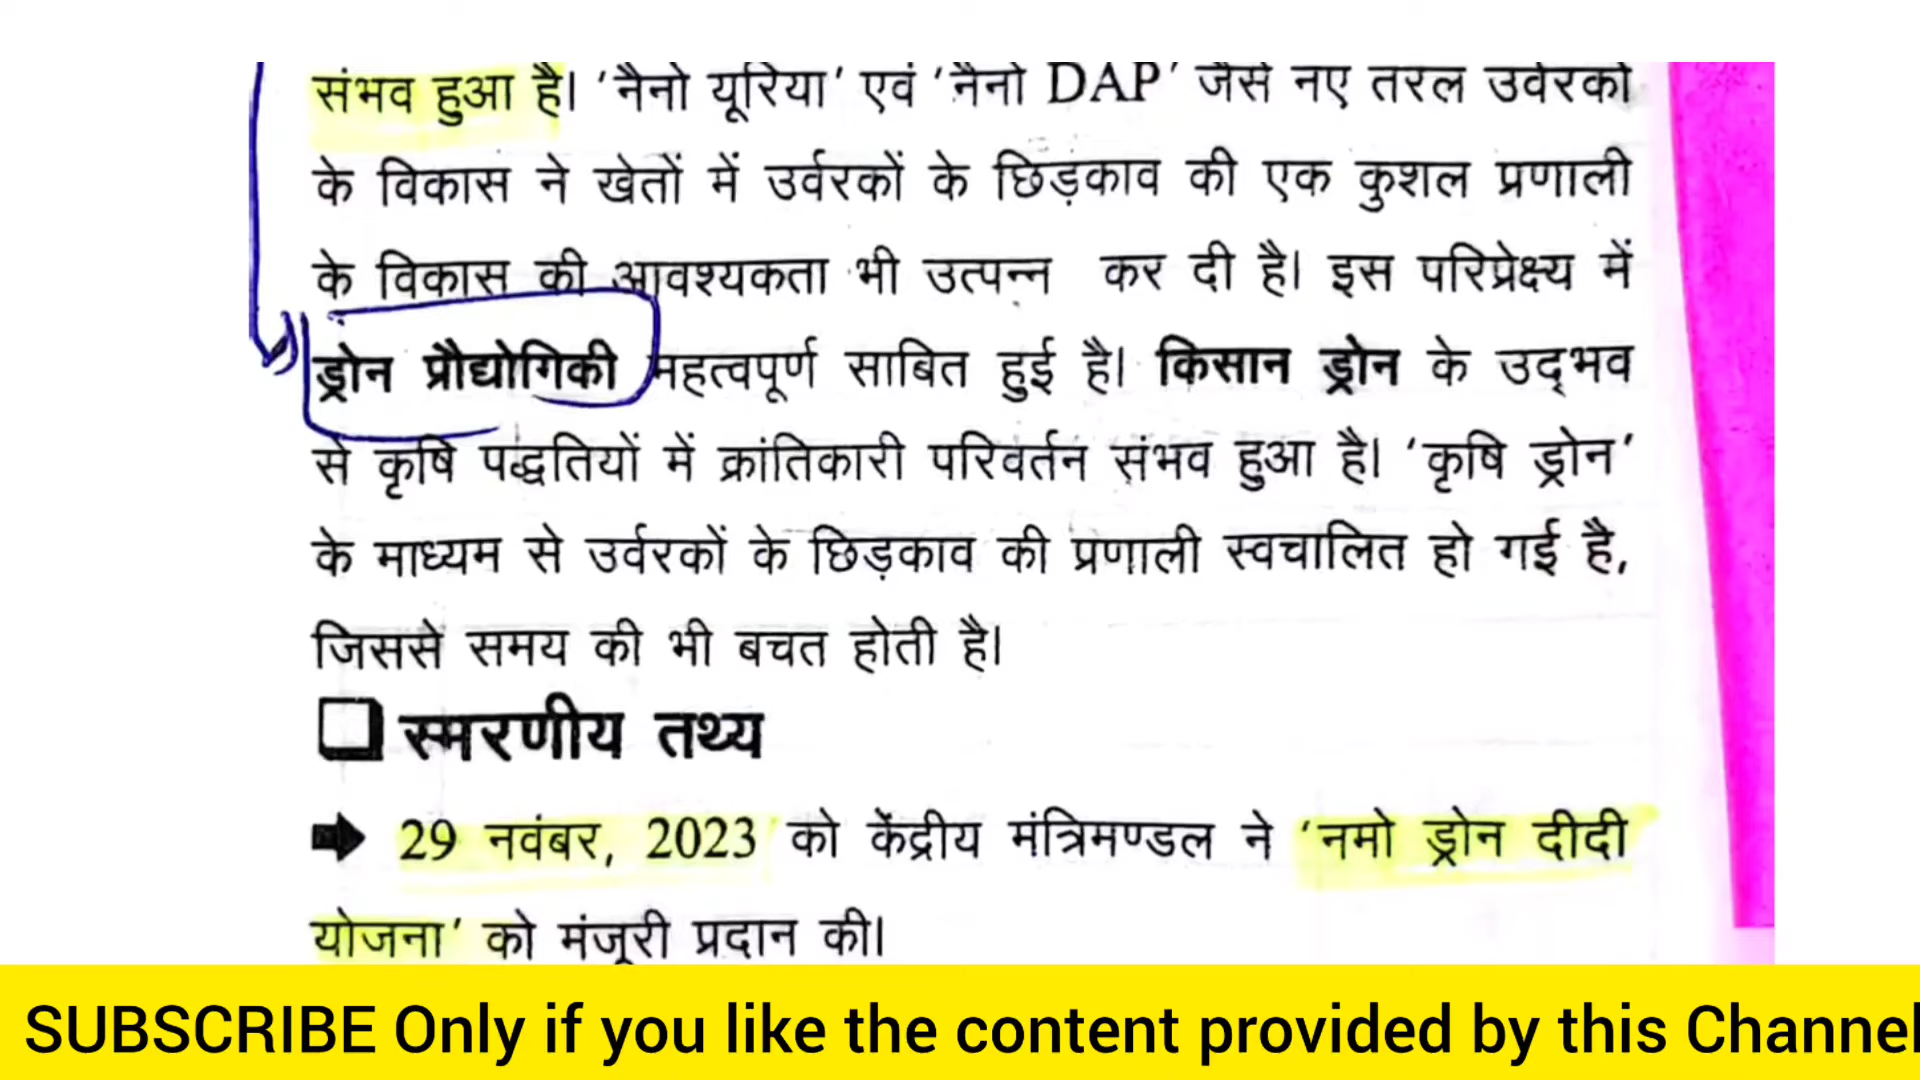 संभव हुआ है। ‘नैनो यूरिया’ एवं ‘नैनो DAP’ जैसे नए तरल उर्वरकों
के विकास ने खेतों में उर्वरकों के छिड़काव की एक कुशल प्रणाली
के विकास की आवश्यकता भी उत्पन्न कर दी है। इस परिप्रेक्ष्य में
ड्रोन प्रौद्योगिकी महत्वपूर्ण साबित हुई है। किसान ड्रोन के उद्भव
से कृषि पद्धतियों में क्रांतिकारी परिवर्तन संभव हुआ है। ‘कृषि ड्रोन’
के माध्यम से उर्वरकों के छिड़काव की प्रणाली स्वचालित हो गई है,
जिससे समय की भी बचत होती है।
स्मरणीय तथ्य
29 नवंबर, 2023 को केंद्रीय मंत्रिमण्डल ने ‘नमो ड्रोन दीदी
योजना’ को मंजूरी प्रदान की।
SUBSCRIBE Only if you like the content provided by this Channel